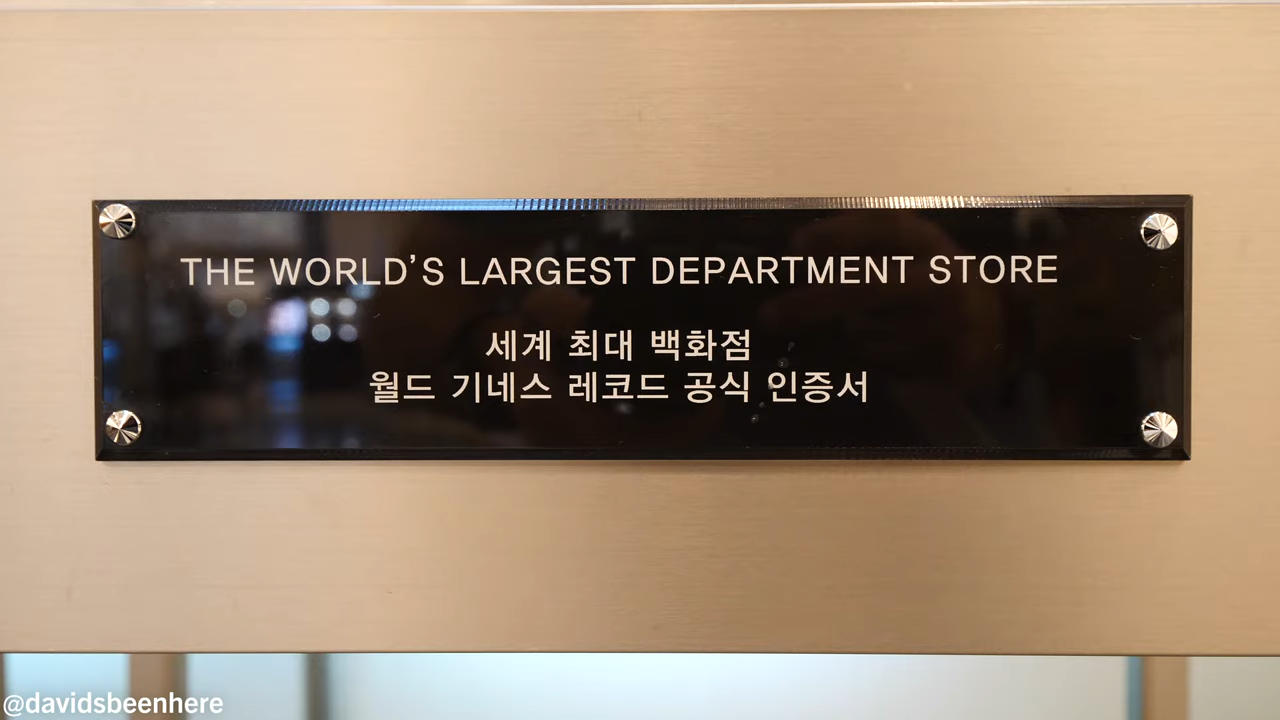 THE WORLD'S LARGEST DEPARTMENT STORE
세계 최대 백화점
월드 기네스 레코드 공식 인증서
@davidsbeenhere